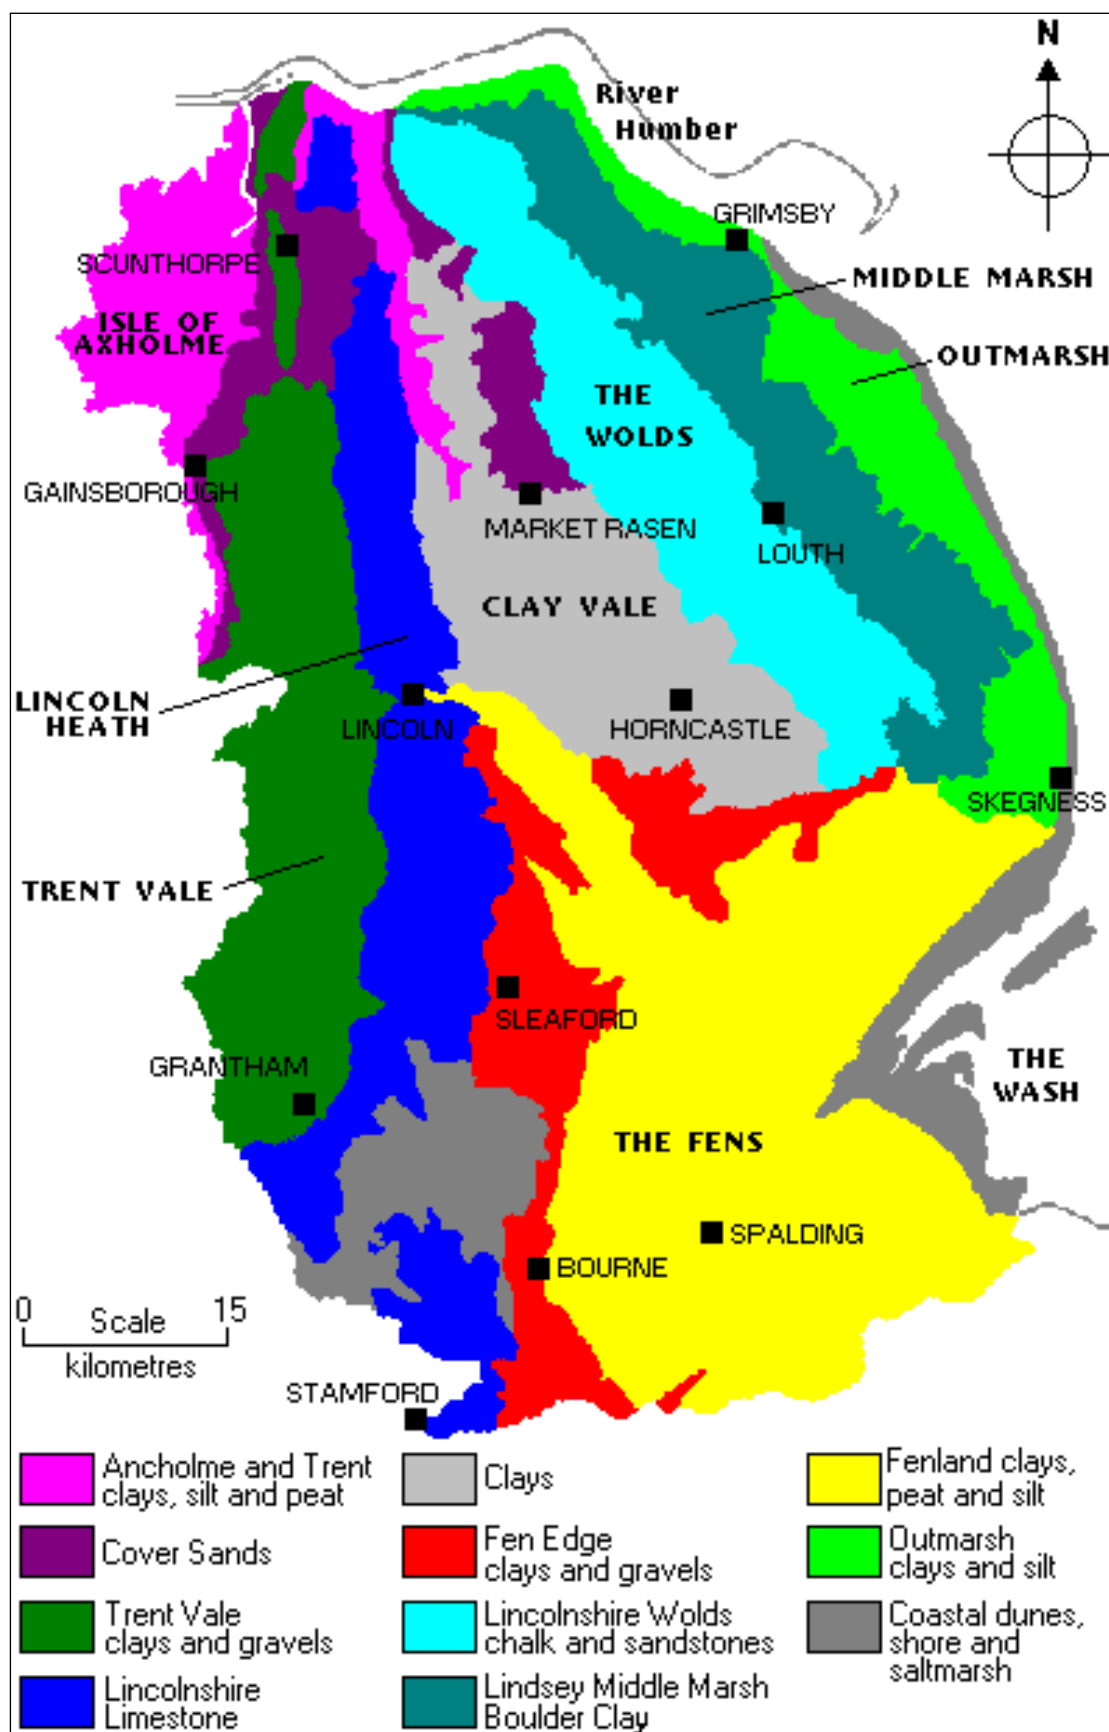 N
River
Humber
GRIMSBY
SCUNTHORPE
MIDDLE MARSH
ISLE OF
AXHOLME
OUTMARSH
THE
WOLDS
GAINSBOROUGH
MARKET RASEN
LOUTH
CLAY VALE
LINCOLN
HEATH
LINCOLN
HORNCASTLE
SKEGNESS
TRENT VALE
SLEAFORD
GRANTHAM
THE
WASH
THE FENS
SPALDING
BOURNE
0 Scale 15
kilometres
STAMFORD
Ancholme and Trent
clays, silt and peat
Cover Sands
Trent Vale
clays and gravels
Lincolnshire
Limestone
Clays
Fen Edge
clays and gravels
Lincolnshire Wolds
chalk and sandstones
Lindsey Middle Marsh
Boulder Clay
Fenland clays,
peat and silt
Outmarsh
clays and silt
Coastal dunes,
shore and
saltmarsh